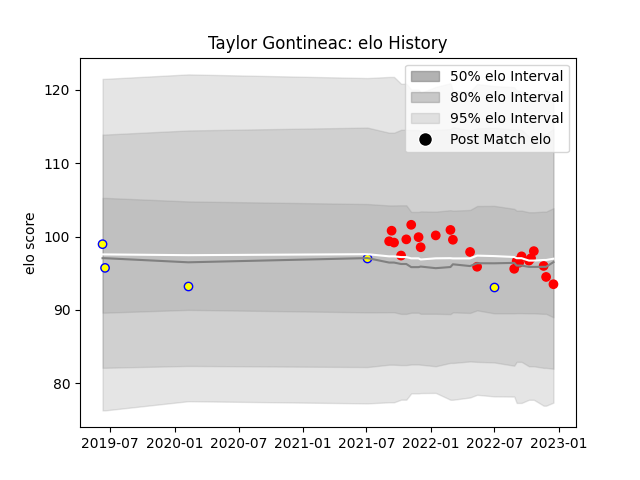 Taylor Gontineac: elo History
50% elo Interval
80% elo Interval
95% elo Interval
Post Match elo
elo score
120
110
100
90
80
2019-07
2020-01
2020-07
2021-01
2021-07
2022-01
2022-07
2023-01